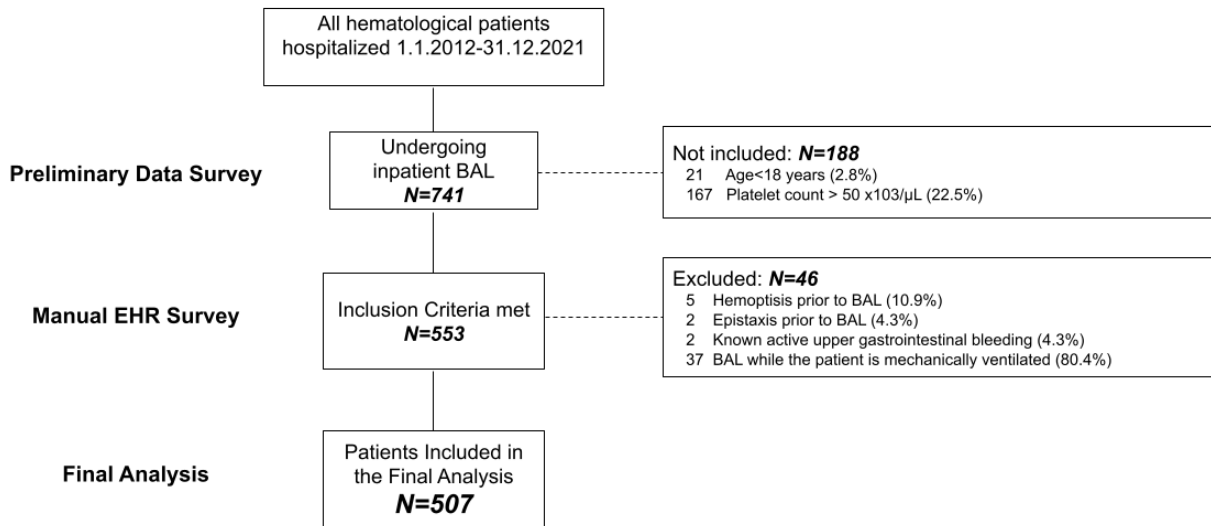 All hematological patients
hospitalized 1.1.2012-31.12.2021
Preliminary Data Survey
Undergoing
inpatient BAL
N=741
Not included: N=188
21 Age<18 years (2.8%)
167 Platelet count > 50 x103/µL (22.5%)
Manual EHR Survey
Inclusion Criteria met
N=553
Excluded: N=46
5 Hemoptisis prior to BAL (10.9%)
2 Epistaxis prior to BAL (4.3%)
2 Known active upper gastrointestinal bleeding (4.3%)
37 BAL while the patient is mechanically ventilated (80.4%)
Final Analysis
Patients Included in
the Final Analysis
N=507